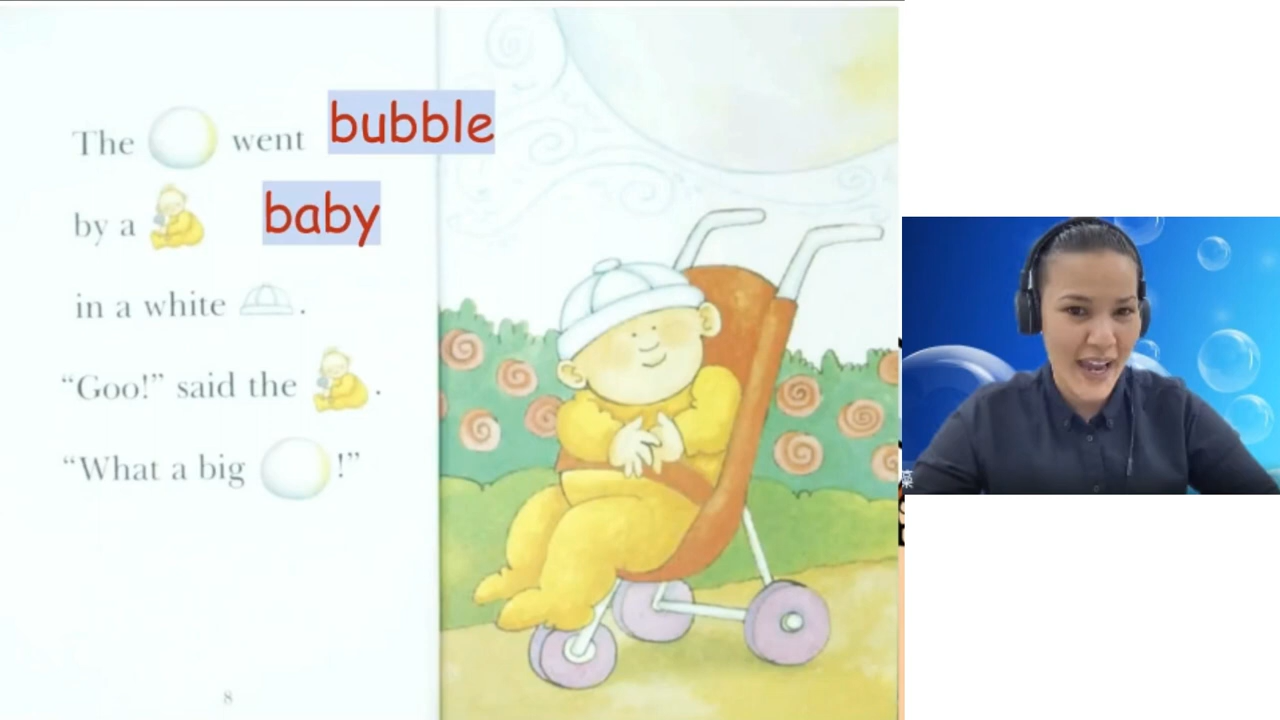 The went bubble
by a baby
in a white .
“Goo!” said the .
“What a big !”
8